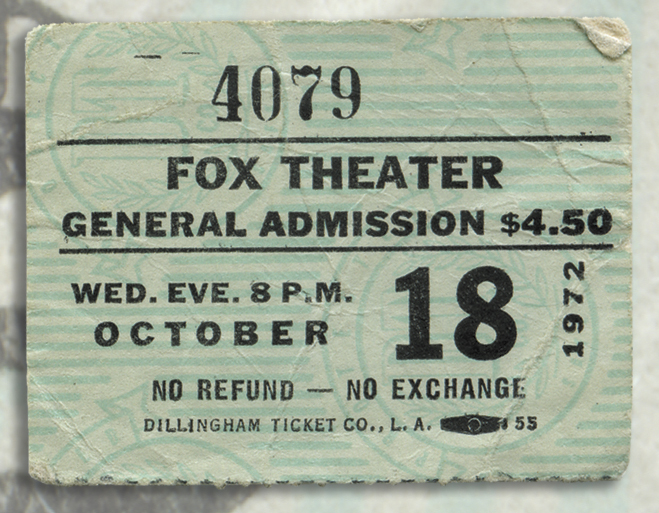 4079
FOX THEATER
GENERAL ADMISSION $4.50
WED. EVE. 8 P.M.
OCTOBER
18
1972
NO REFUND — NO EXCHANGE
DILLINGHAM TICKET CO., L. A. 55